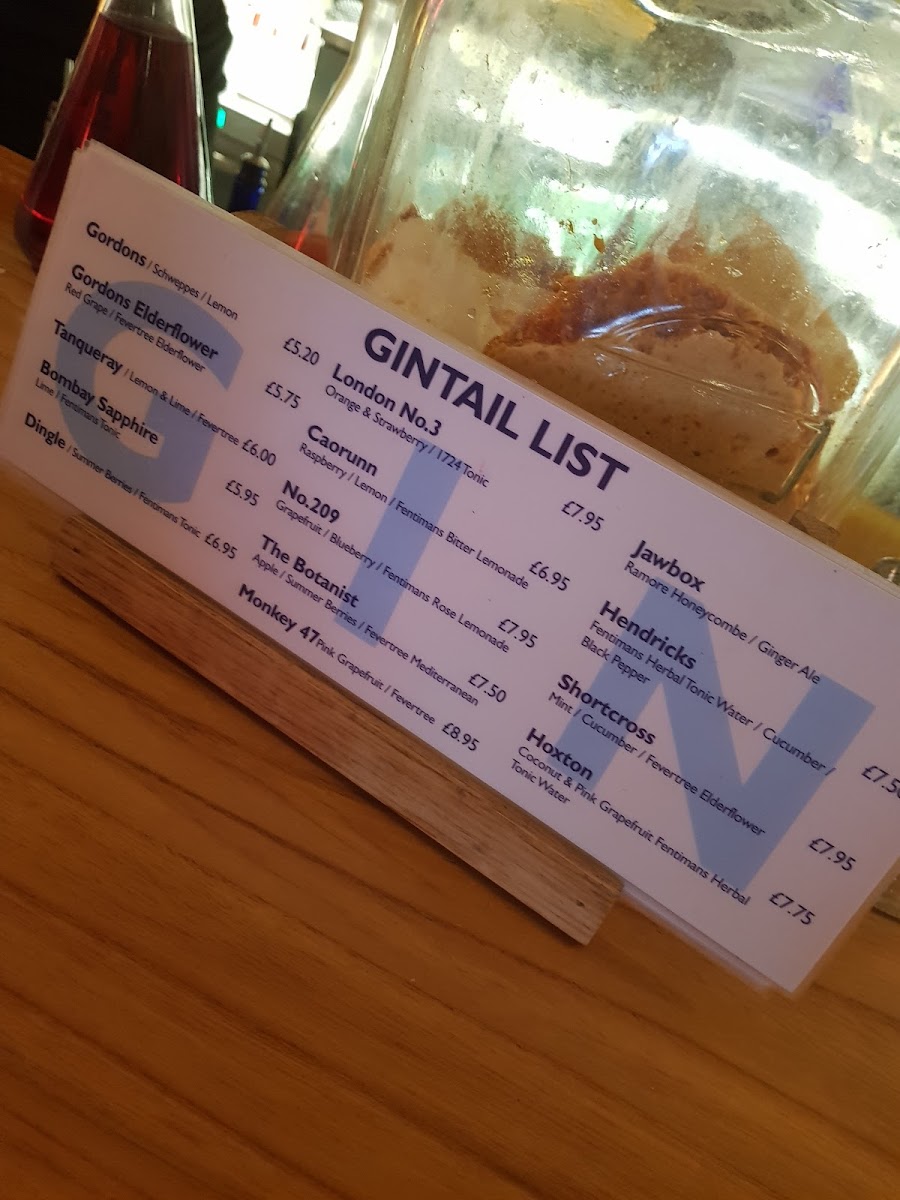 GINTAIL LIST
GIN
Gordons / Schweppes / Lemon £5.20
Gordons Elderflower
Red Grape / Fevertree Elderflower £5.75
Tanqueray / Lemon & Lime / Fevertree £6.00
Bombay Sapphire
Lime / Fentimans Tonic £5.95
Dingle / Summer Berries / Fentimans Tonic £6.95
London No.3
Orange & Strawberry / 1724 Tonic £7.95
Caorunn
Raspberry / Lemon / Fentimans Bitter Lemonade £6.95
No.209
Grapefruit / Blueberry / Fentimans Rose Lemonade £7.95
The Botanist
Apple / Summer Berries / Fevertree Mediterranean £7.50
Monkey 47 Pink Grapefruit / Fevertree £8.95
Jawbox
Ramore Honeycombe / Ginger Ale
Hendricks
Fentimans Herbal Tonic Water / Cucumber /
Black Pepper £7.50
Shortcross
Mint / Cucumber / Fevertree Elderflower £7.95
Hoxton
Coconut & Pink Grapefruit Fentimans Herbal
Tonic Water £7.75